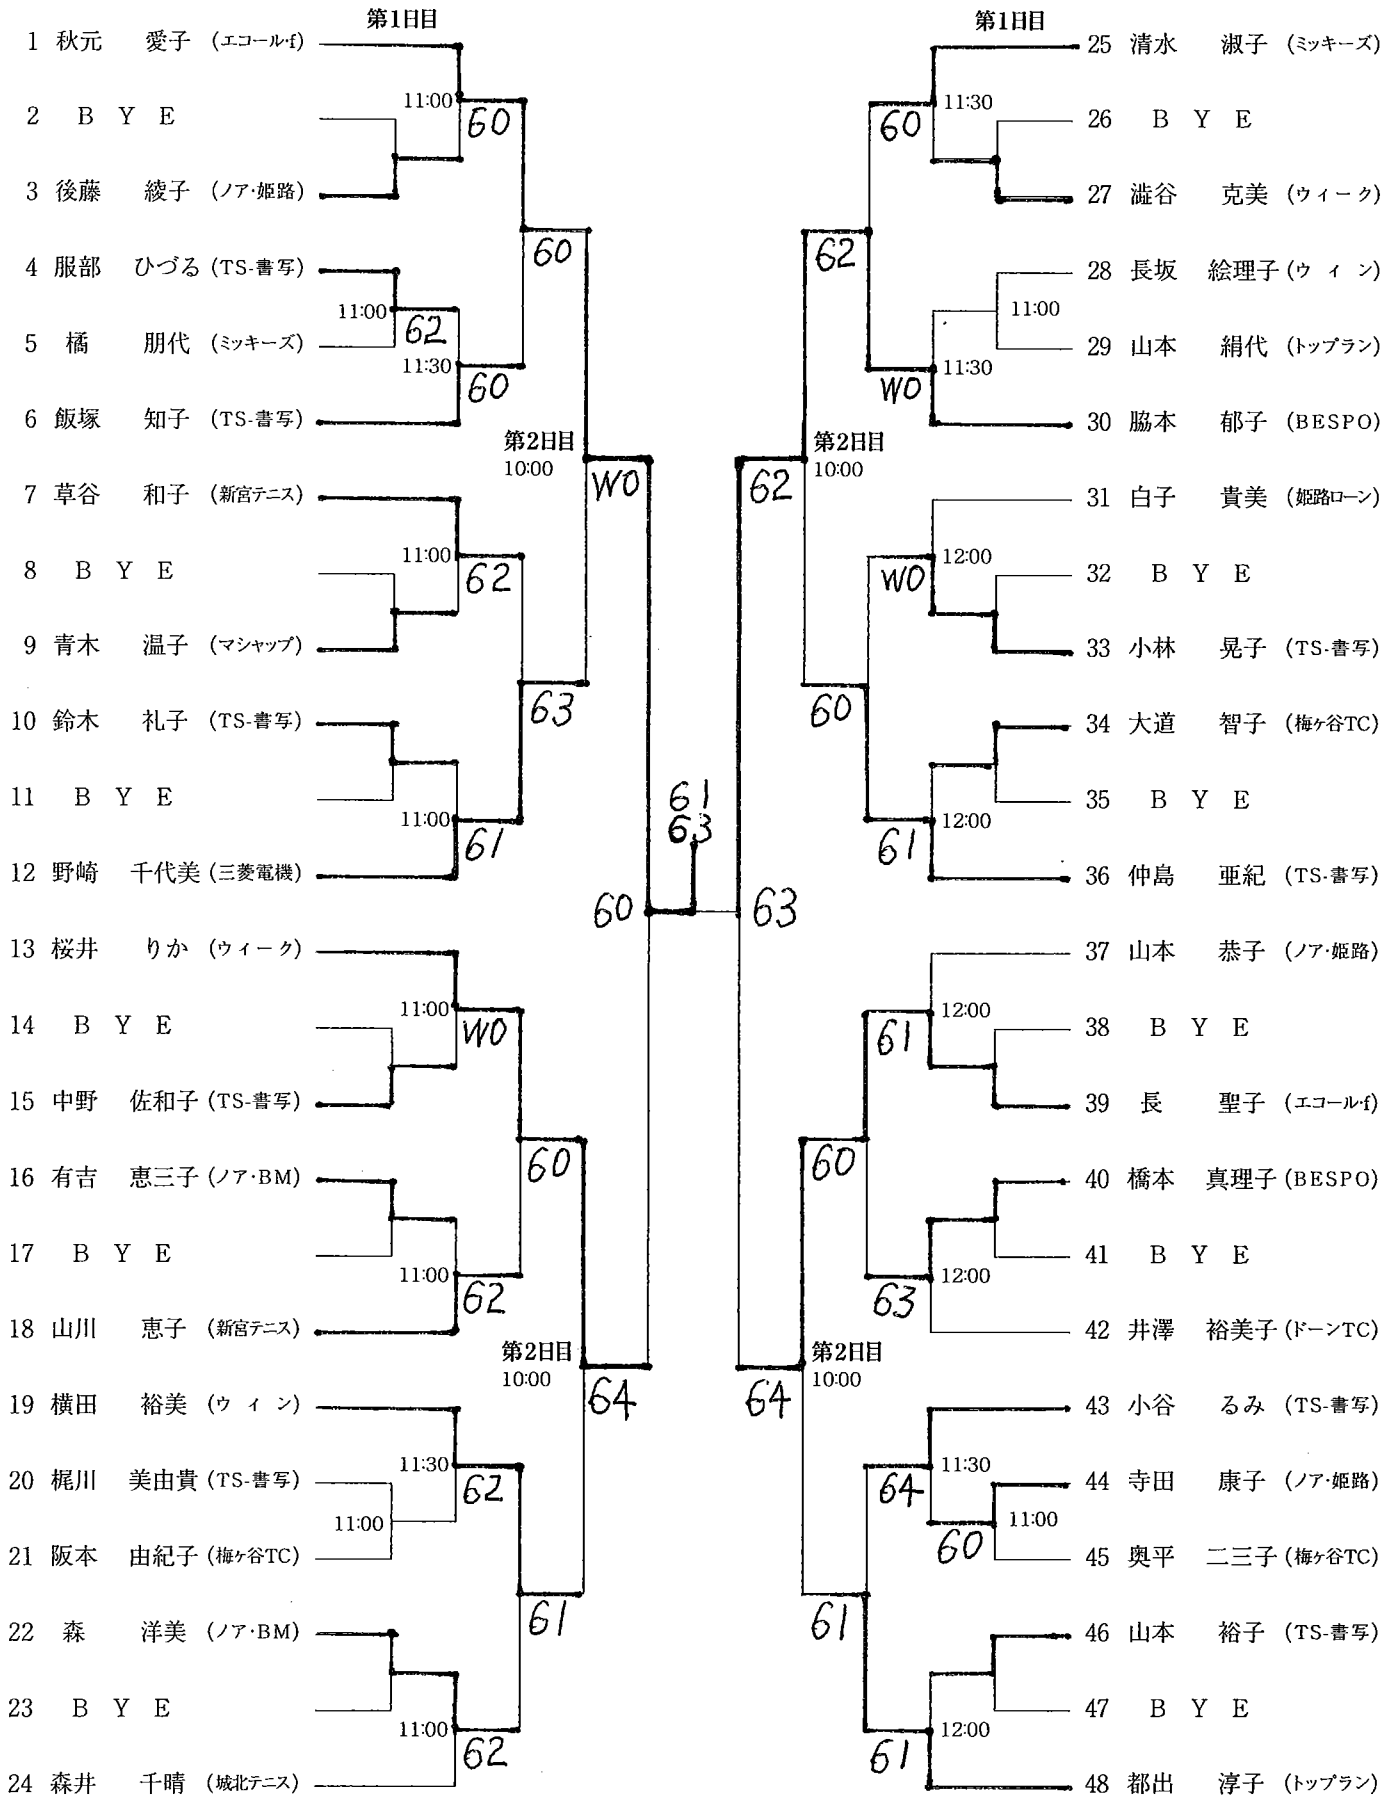 第1日目
1 秋元 愛子 (エコール・f)
11:00
60
2 B Y E
3 後藤 綾子 (ノア・姫路)
60
4 服部 ひづる (TS-書写)
11:00
62
5 橘 朋代 (ミッキーズ)
11:30
60
6 飯塚 知子 (TS-書写)
第2日目
10:00
W0
7 草谷 和子 (新宮テニス)
11:00
62
8 B Y E
9 青木 温子 (マシャップ)
63
10 鈴木 礼子 (TS-書写)
11 B Y E
11:00
61
12 野崎 千代美 (三菱電機)
60
61
63
13 桜井 りか (ウィーク)
11:00
W0
14 B Y E
15 中野 佐和子 (TS-書写)
60
16 有吉 恵三子 (ノア・BM)
17 B Y E
11:00
62
18 山川 恵子 (新宮テニス)
第2日目
10:00
64
19 横田 裕美 (ウィン)
11:30
62
20 梶川 美由貴 (TS-書写)
11:00
21 阪本 由紀子 (梅ヶ谷TC)
61
22 森 洋美 (ノア・BM)
23 B Y E
11:00
62
24 森井 千晴 (城北テニス)
第1日目
25 清水 淑子 (ミッキーズ)
60
11:30
26 B Y E
27 澁谷 克美 (ウィーク)
62
28 長坂 絵理子 (ウィン)
11:00
29 山本 絹代 (トップラン)
W0
11:30
30 脇本 郁子 (BESPO)
第2日目
10:00
62
31 白子 貴美 (姫路ローン)
W0
12:00
32 B Y E
33 小林 晃子 (TS-書写)
60
34 大道 智子 (梅ヶ谷TC)
35 B Y E
61
12:00
36 仲島 亜紀 (TS-書写)
63
37 山本 恭子 (ノア・姫路)
61
12:00
38 B Y E
39 長 聖子 (エコール・f)
60
40 橋本 真理子 (BESPO)
41 B Y E
63
12:00
42 井澤 裕美子 (ドーンTC)
第2日目
10:00
64
43 小谷 るみ (TS-書写)
64
11:30
44 寺田 康子 (ノア・姫路)
60
11:00
45 奥平 二三子 (梅ヶ谷TC)
61
46 山本 裕子 (TS-書写)
47 B Y E
61
12:00
48 都出 淳子 (トップラン)